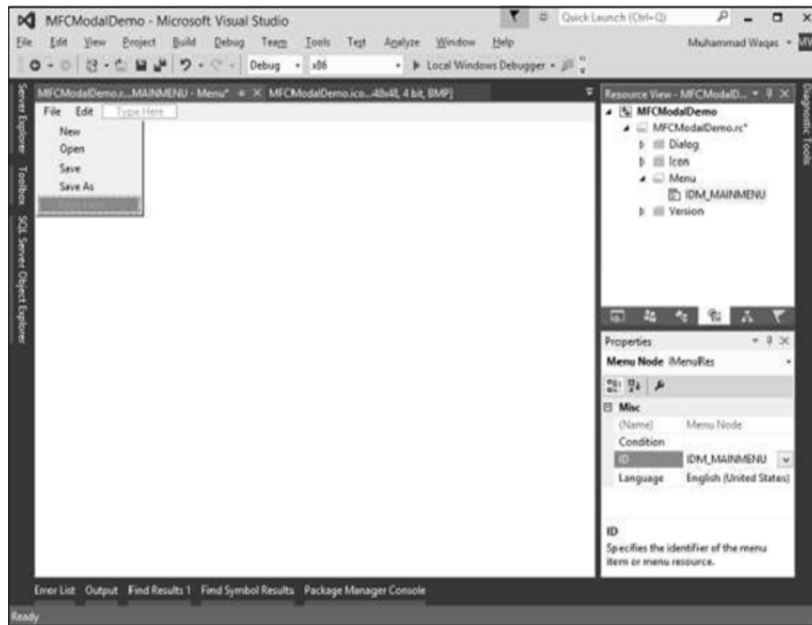 MFCModalDemo - Microsoft Visual Studio
Quick Launch (Ctrl+Q)
File Edit View Project Build Debug Team Tools Test Analyze Window Help
Muhammad Waqas
Debug x86 Local Windows Debugger
MFCModalDemo.r...MAINMENU - Menu* MFCModalDemo.ico...48x48, 4 bit, BMP]
File Edit Type Here
New
Open
Save
Save As
Server Explorer
Toolbox
SQL Server Object Explorer
Resource View - MFCModalD...
MFCModalDemo
MFCModalDemo.rc*
Dialog
Icon
Menu
IDM_MAINMENU
Version
Diagnostic Tools
Properties
Menu Node IMenuRes
Misc
(Name) Menu Node
Condition
ID IDM_MAINMENU
Language English (United States)
ID
Specifies the identifier of the menu
item or menu resource.
Error List Output Find Results 1 Find Symbol Results Package Manager Console
Ready